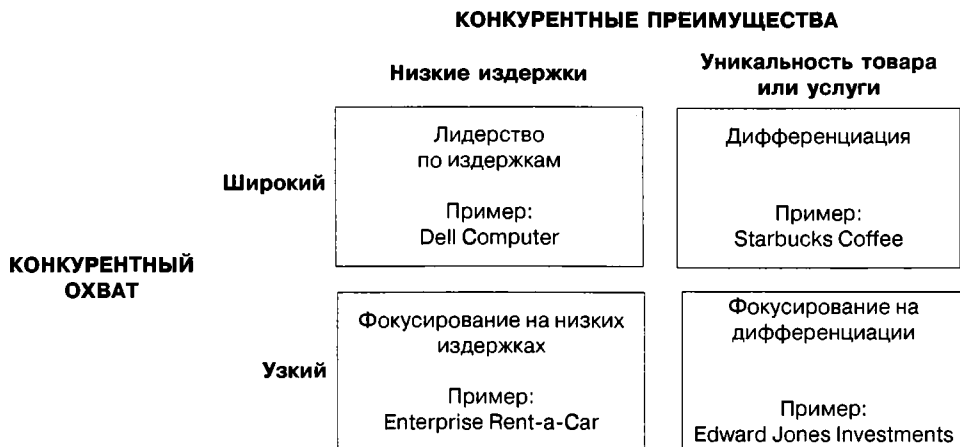 КОНКУРЕНТНЫЕ ПРЕИМУЩЕСТВА
Низкие издержки
Уникальность товара
или услуги
Широкий
Лидерство
по издержкам
Пример:
Dell Computer
Дифференциация
Пример:
Starbucks Coffee
КОНКУРЕНТНЫЙ
ОХВАТ
Узкий
Фокусирование на низких
издержках
Пример:
Enterprise Rent-a-Car
Фокусирование на
дифференциации
Пример:
Edward Jones Investments